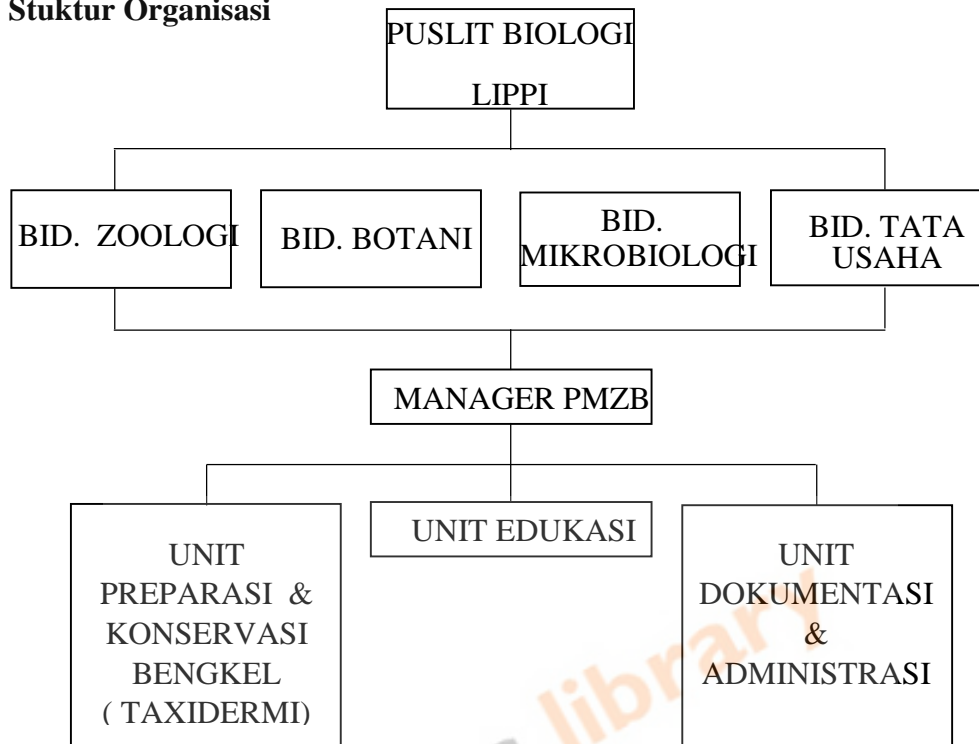 Stuktur Organisasi
PUSLIT BIOLOGI
LIPPI
BID. ZOOLOGI
BID. BOTANI
BID.
MIKROBIOLOGI
BID. TATA
USAHA
MANAGER PMZB
UNIT
PREPARASI &
KONSERVASI
BENGKEL
( TAXIDERMI)
UNIT EDUKASI
UNIT
DOKUMENTASI
&
ADMINISTRASI
library